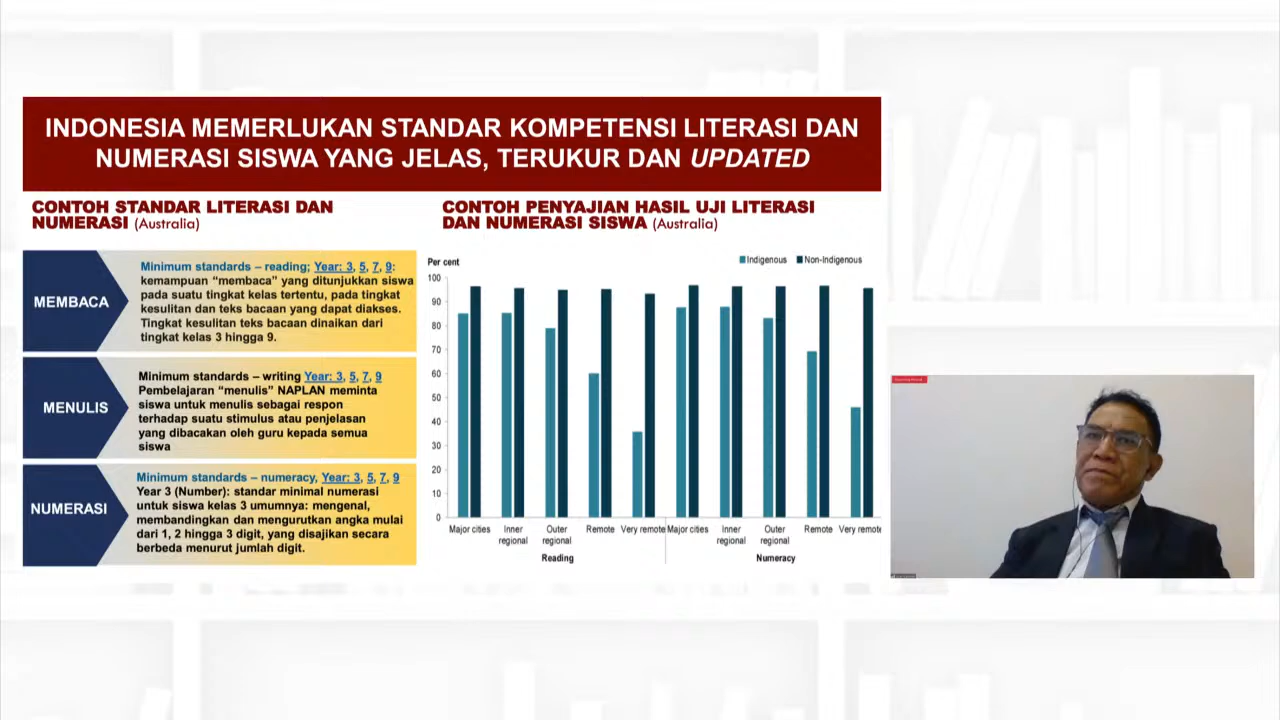 INDONESIA MEMERLUKAN STANDAR KOMPETENSI LITERASI DAN
NUMERASI SISWA YANG JELAS, TERUKUR DAN UPDATED
CONTOH STANDAR LITERASI DAN
NUMERASI (Australia)
MEMBACA
Minimum standards – reading; Year: 3, 5, 7, 9:
kemampuan “membaca” yang ditunjukkan siswa
pada suatu tingkat kelas tertentu, pada tingkat
kesulitan dan teks bacaan yang dapat diakses.
Tingkat kesulitan teks bacaan dinaikan dari
tingkat kelas 3 hingga 9.
MENULIS
Minimum standards – writing Year: 3, 5, 7, 9
Pembelajaran “menulis” NAPLAN meminta
siswa untuk menulis sebagai respon
terhadap suatu stimulus atau penjelasan
yang dibacakan oleh guru kepada semua
siswa
NUMERASI
Minimum standards – numeracy, Year: 3, 5, 7, 9
Year 3 (Number): standar minimal numerasi
untuk siswa kelas 3 umumnya: mengenal,
membandingkan dan mengurutkan angka mulai
dari 1, 2 hingga 3 digit, yang disajikan secara
berbeda menurut jumlah digit.
CONTOH PENYAJIAN HASIL UJI LITERASI
DAN NUMERASI SISWA (Australia)
Per cent
Indigenous Non-Indigenous
100
90
80
70
60
50
40
30
20
10
0
Major cities Inner regional Outer regional Remote Very remote Major cities Inner regional Outer regional Remote Very remote
Reading Numeracy